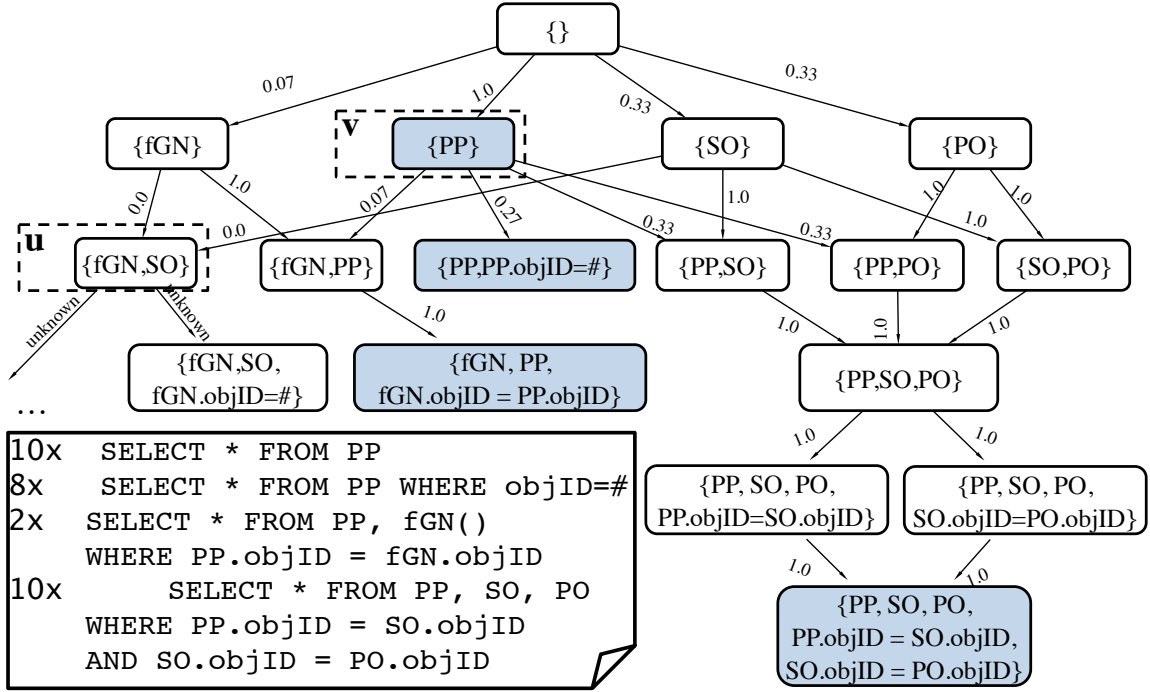 {}
0.07
1.0
0.33
0.33
v
{fGN}
{PP}
{SO}
{PO}
0.0
1.0
0.07
0.27
0.33
0.33
1.0
1.0
1.0
1.0
0.0
u
{fGN,SO}
{fGN,PP}
{PP,PP.objID=#}
{PP,SO}
{PP,PO}
{SO,PO}
unknown
unknown
1.0
1.0
1.0
1.0
{fGN,SO,
fGN.objID=#}
{fGN, PP,
fGN.objID = PP.objID}
{PP,SO,PO}
...
1.0
1.0
{PP, SO, PO,
PP.objID=SO.objID}
{PP, SO, PO,
SO.objID=PO.objID}
1.0
1.0
{PP, SO, PO,
PP.objID = SO.objID,
SO.objID = PO.objID}
10x SELECT * FROM PP
8x SELECT * FROM PP WHERE objID=#
2x SELECT * FROM PP, fGN()
WHERE PP.objID = fGN.objID
10x SELECT * FROM PP, SO, PO
WHERE PP.objID = SO.objID
AND SO.objID = PO.objID